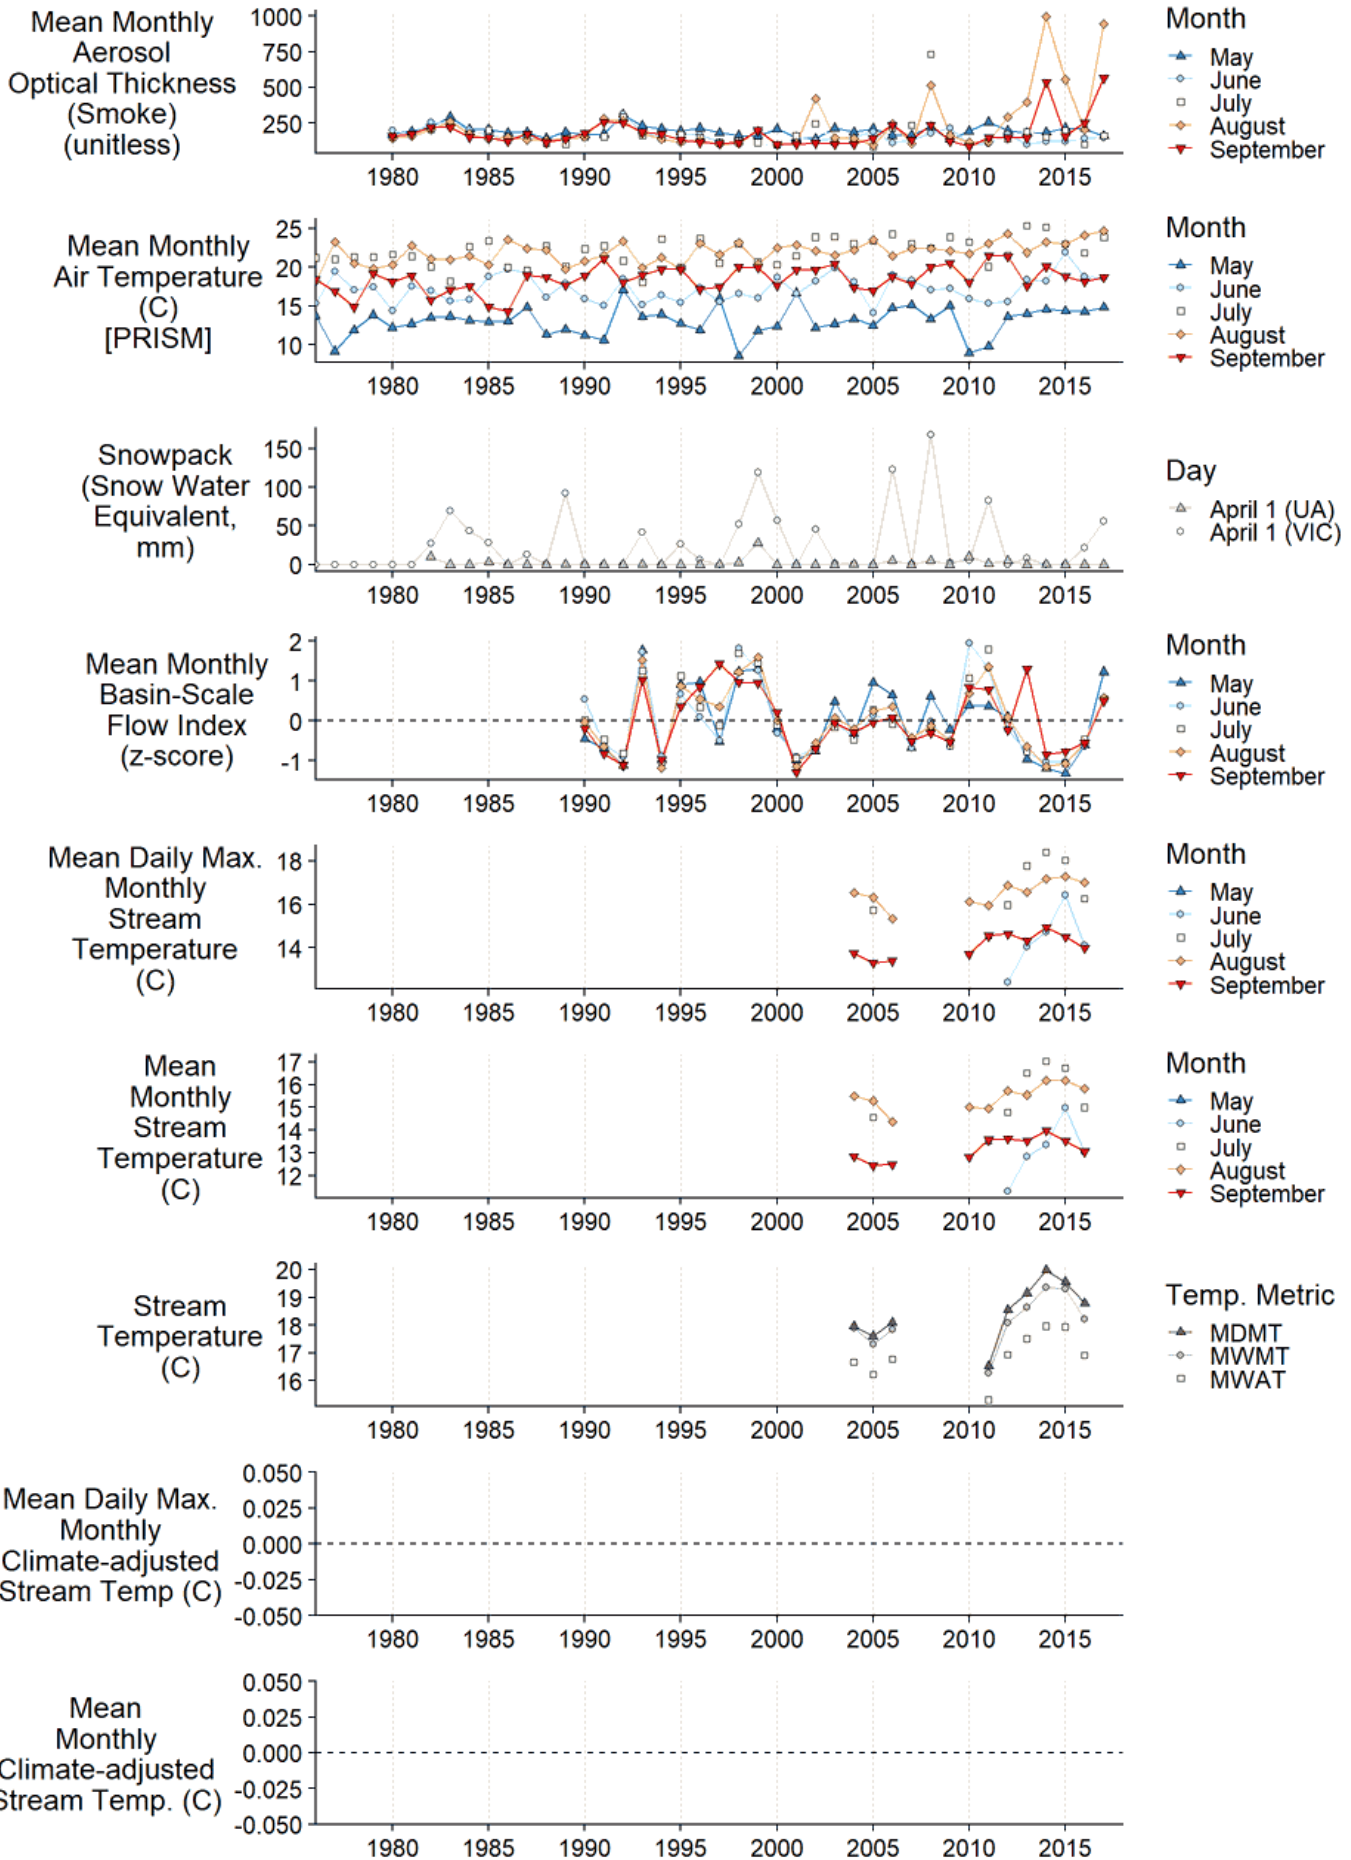 Mean Monthly
Aerosol
Optical Thickness
(Smoke)
(unitless)
1000
750
500
250
1980 1985 1990 1995 2000 2005 2010 2015
Month
May
June
July
August
September
Mean Monthly
Air Temperature
(C)
[PRISM]
25
20
15
10
1980 1985 1990 1995 2000 2005 2010 2015
Month
May
June
July
August
September
Snowpack
(Snow Water
Equivalent,
mm)
150
100
50
0
1980 1985 1990 1995 2000 2005 2010 2015
Day
April 1 (UA)
April 1 (VIC)
Mean Monthly
Basin-Scale
Flow Index
(z-score)
2
1
0
-1
1980 1985 1990 1995 2000 2005 2010 2015
Month
May
June
July
August
September
Mean Daily Max.
Monthly
Stream
Temperature
(C)
18
16
14
1980 1985 1990 1995 2000 2005 2010 2015
Month
May
June
July
August
September
Mean
Monthly
Stream
Temperature
(C)
17
16
15
14
13
12
1980 1985 1990 1995 2000 2005 2010 2015
Month
May
June
July
August
September
Stream
Temperature
(C)
20
19
18
17
16
1980 1985 1990 1995 2000 2005 2010 2015
Temp. Metric
MDMT
MWMT
MWAT
Mean Daily Max.
Monthly
Climate-adjusted
Stream Temp (C)
0.050
0.025
0.000
-0.025
-0.050
1980 1985 1990 1995 2000 2005 2010 2015
Mean
Monthly
Climate-adjusted
Stream Temp. (C)
0.050
0.025
0.000
-0.025
-0.050
1980 1985 1990 1995 2000 2005 2010 2015